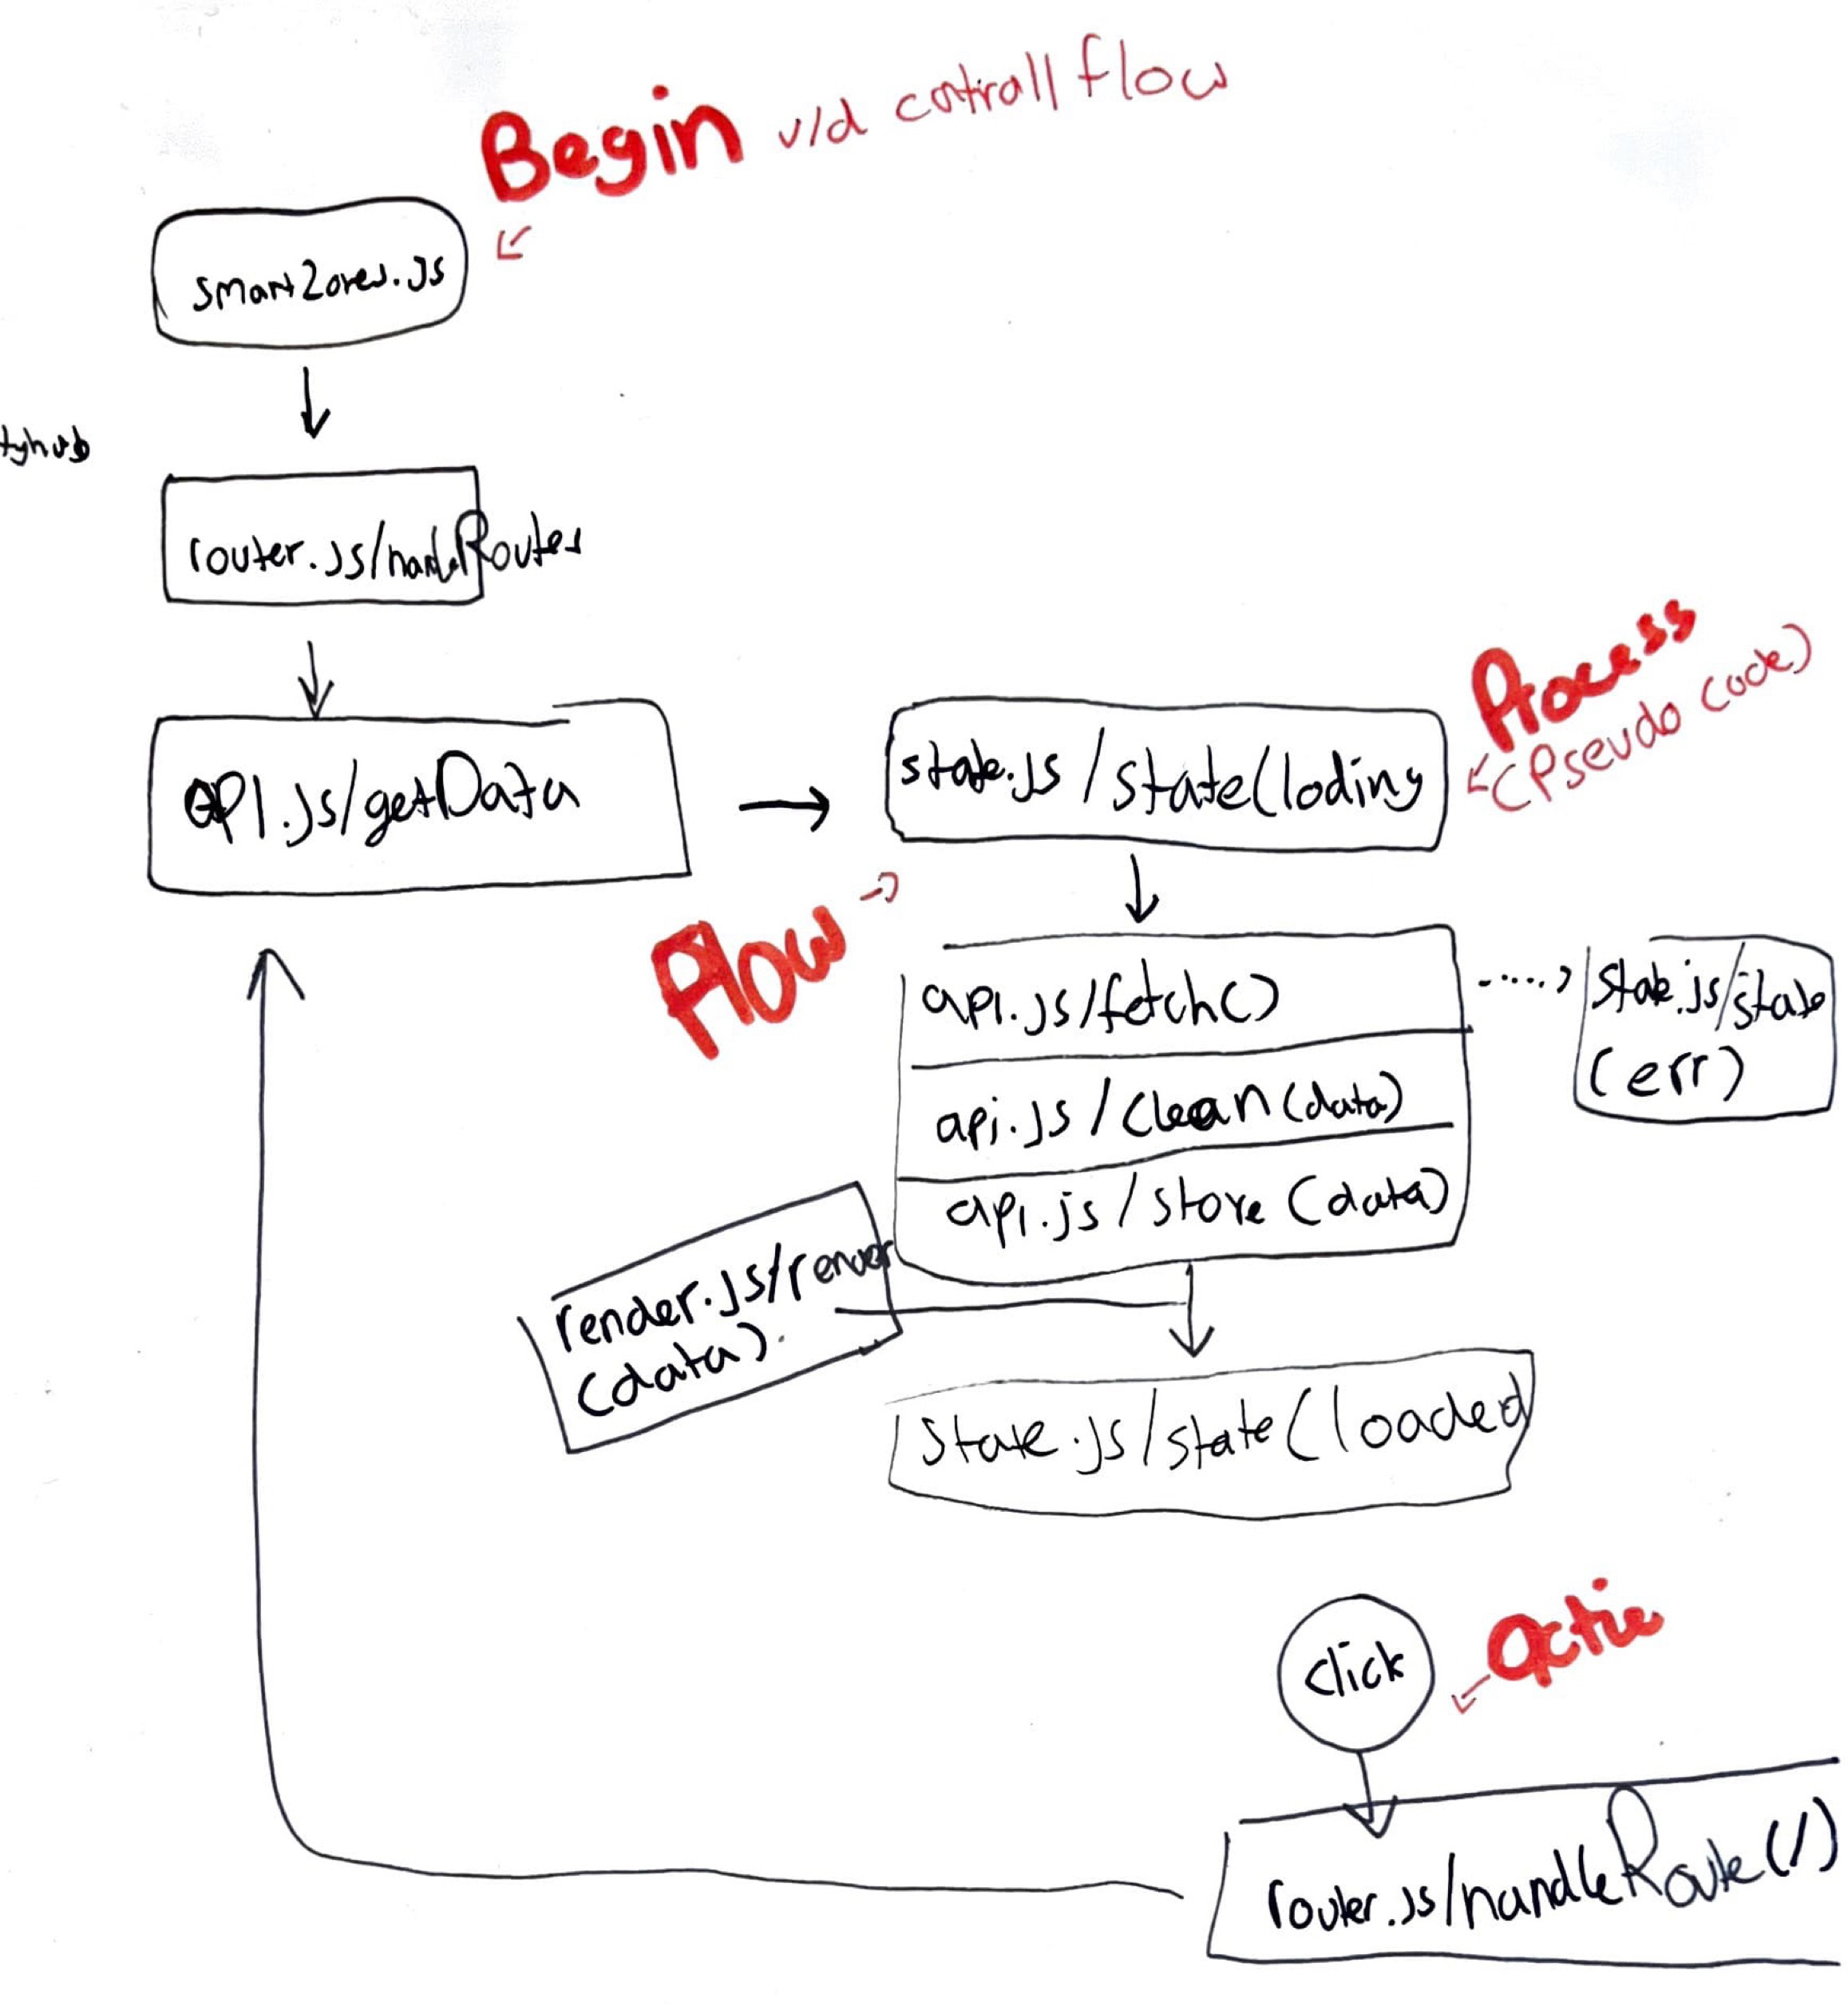 Begin v/d controll flow
smartZones.js
router.js/handleRoutes
api.js/getData
state.js/state(loding
Process
(Pseudo code)
Flow
api.js/fetch()
state.js/state
(err)
api.js/clean(data)
api.js/store (data)
render.js/render
(data)
state.js/state(loaded
click
actie
router.js/handleRoute(/)